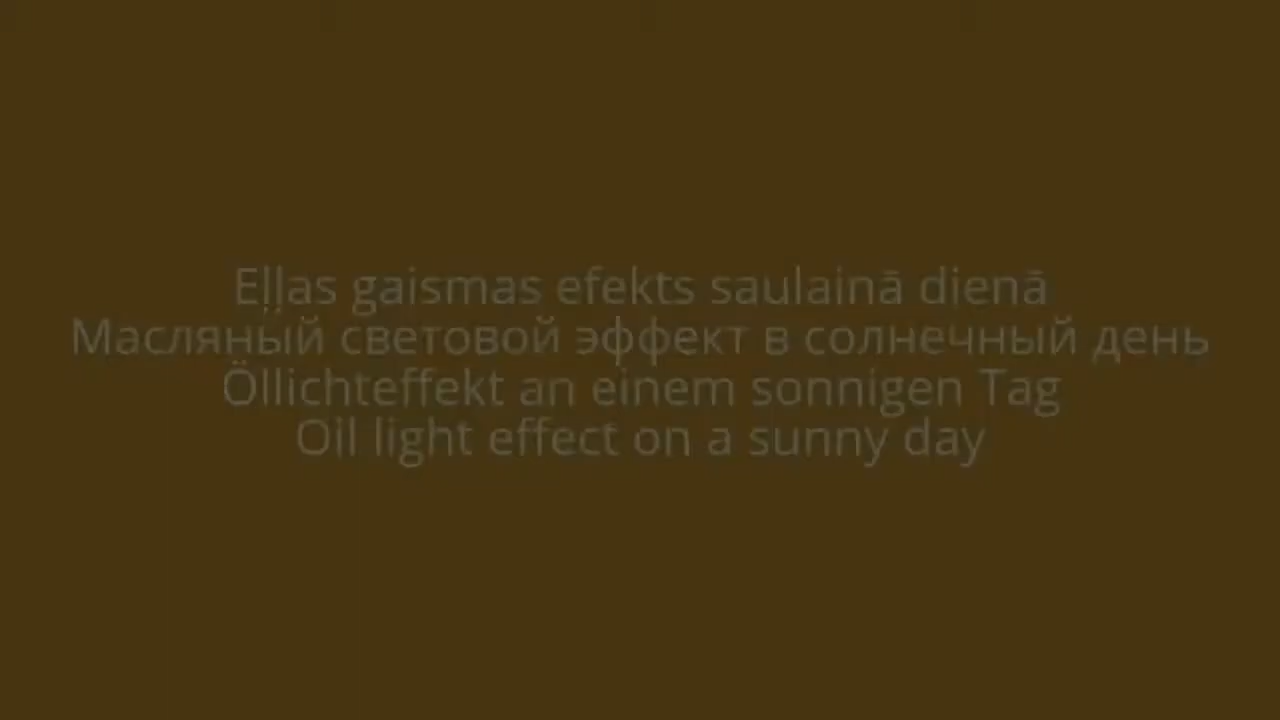 Eļļas gaismas efekts saulainā dienā
Масляный световой эффект в солнечный день
Öllichteffekt an einem sonnigen Tag
Oil light effect on a sunny day